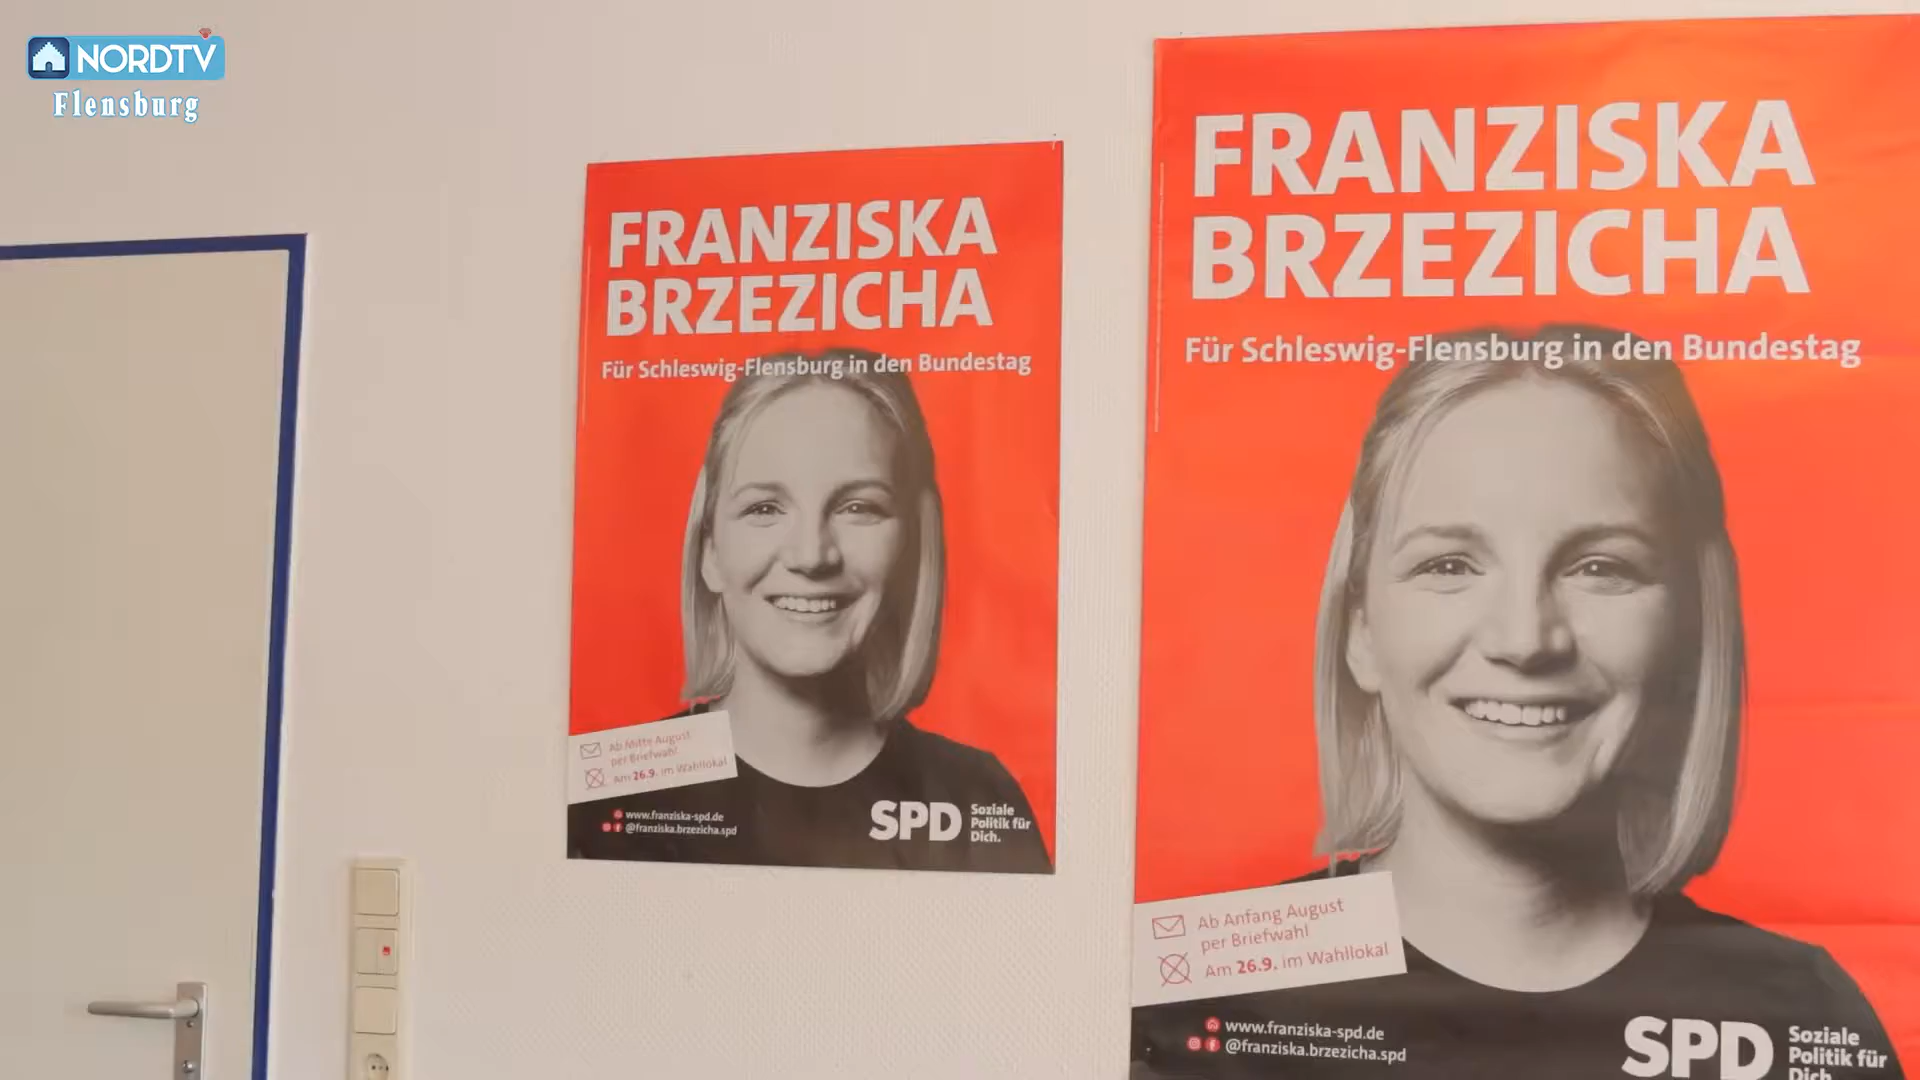 NORDTV
Flensburg
FRANZISKA
BRZEZICHA
Für Schleswig-Flensburg in den Bundestag
Ab Mitte August
per Briefwahl
Am 26.9. im Wahllokal
www.franziska-spd.de
@franziska.brzezicha.spd
SPD
Soziale
Politik für
Dich.
FRANZISKA
BRZEZICHA
Für Schleswig-Flensburg in den Bundestag
Ab Anfang August
per Briefwahl
Am 26.9. im Wahllokal
www.franziska-spd.de
@franziska.brzezicha.spd
SPD
Soziale
Politik für
Dich